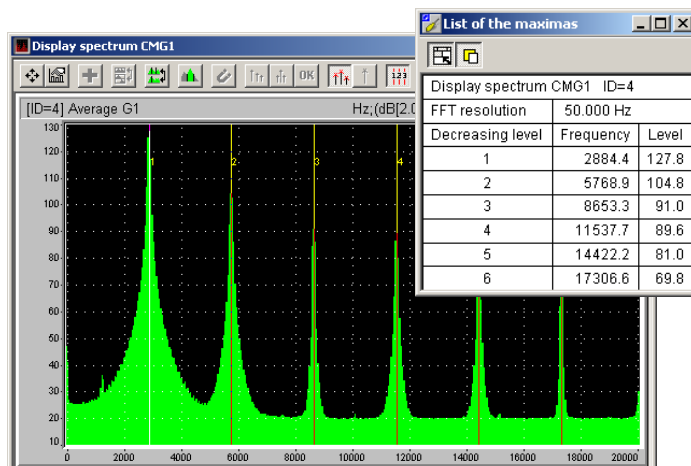 List of the maximas
Display spectrum CMG1
OK
123
Display spectrum CMG1 ID=4
FFT resolution 50.000 Hz
Decreasing level Frequency Level
1 2884.4 127.8
2 5768.9 104.8
3 8653.3 91.0
4 11537.7 89.6
5 14422.2 81.0
6 17306.6 69.8
[ID=4] Average G1 Hz;(dB[2.0
130
120
110
100
90
80
70
60
50
40
30
20
10
1 2 3 4
0 2000 4000 6000 8000 10000 12000 14000 16000 18000 20000